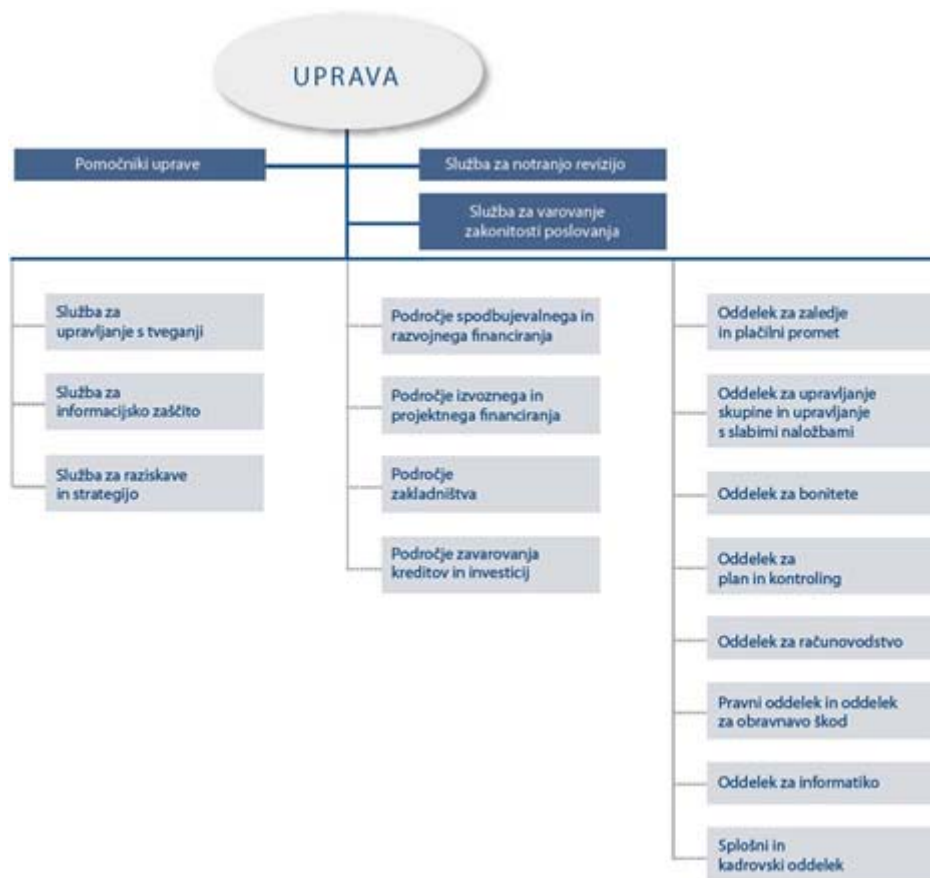 UPRAVA
Pomočniki uprave
Služba za notranjo revizijo
Služba za varovanje
zakonitosti poslovanja
Služba za
upravljanje s tveganji
Služba za
informacijsko zaščito
Služba za raziskave
in strategijo
Področje spodbujevalnega in
razvojnega financiranja
Področje izvoznega in
projektnega financiranja
Področje
zakladništva
Področje zavarovanja
kreditov in investicij
Oddelek za zaledje
in plačilni promet
Oddelek za upravljanje
skupine in upravljanje
s slabimi naložbami
Oddelek za bonitete
Oddelek za
plan in kontroling
Oddelek za računovodstvo
Pravni oddelek in oddelek
za obravnavo škod
Oddelek za informatiko
Splošni in
kadrovski oddelek